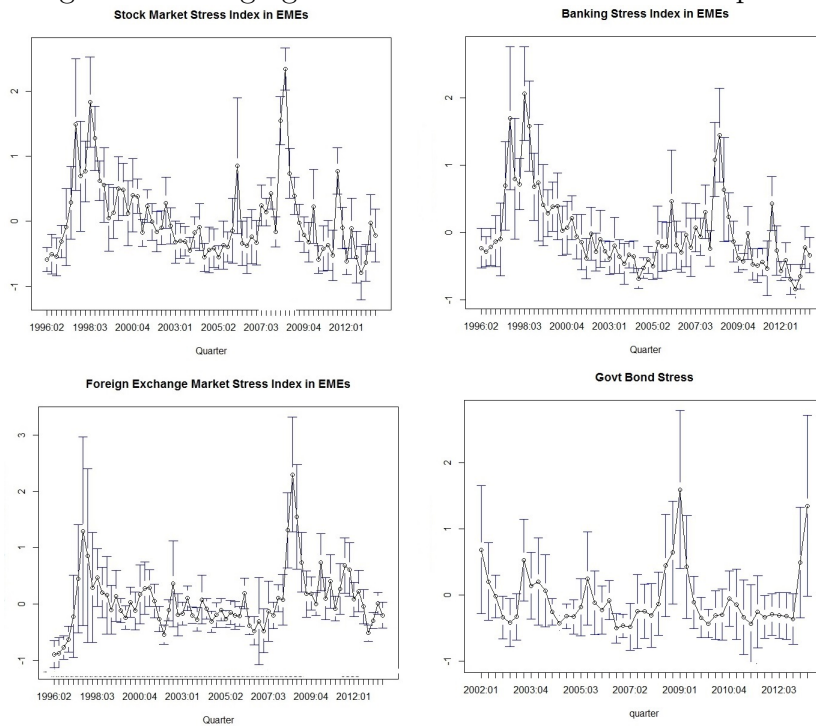 Stock Market Stress Index in EMEs
2
1
0
-1
1996:02 1998:03 2000:04 2003:01 2005:02 2007:03 2009:04 2012:01
Quarter
Banking Stress Index in EMEs
2
1
0
-1
1996:02 1998:03 2000:04 2003:01 2005:02 2007:03 2009:04 2012:01
Quarter
Foreign Exchange Market Stress Index in EMEs
3
2
1
0
-1
1996:02 1998:03 2000:04 2003:01 2005:02 2007:03 2009:04 2012:01
Quarter
Govt Bond Stress
2
1
0
-1
2002:01 2003:04 2005:03 2007:02 2009:01 2010:04 2012:03
quarter